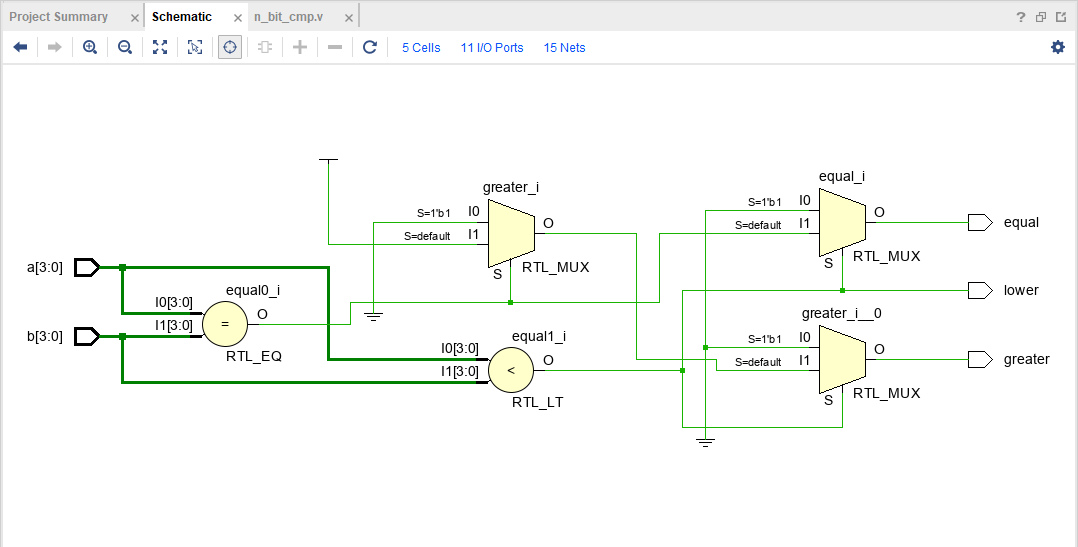 Project Summary
Schematic
n_bit_cmp.v
5 Cells
11 I/O Ports
15 Nets
greater_i
S=1'b1
I0
S=default
I1
O
S
RTL_MUX
equal_i
S=1'b1
I0
S=default
I1
O
S
RTL_MUX
equal
a[3:0]
equal0_i
I0[3:0]
I1[3:0]
=
O
RTL_EQ
b[3:0]
lower
equal1_i
I0[3:0]
I1[3:0]
<
O
RTL_LT
greater_i__0
S=1'b1
I0
S=default
I1
O
S
RTL_MUX
greater